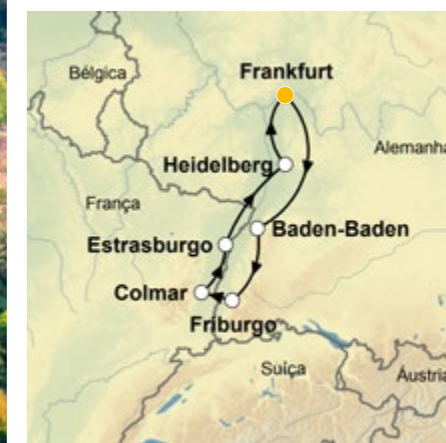 Bélgica
Frankfurt
Alemanha
Heidelberg
França
Baden-Baden
Estrasburgo
Colmar
Friburgo
Suíça
Áustria